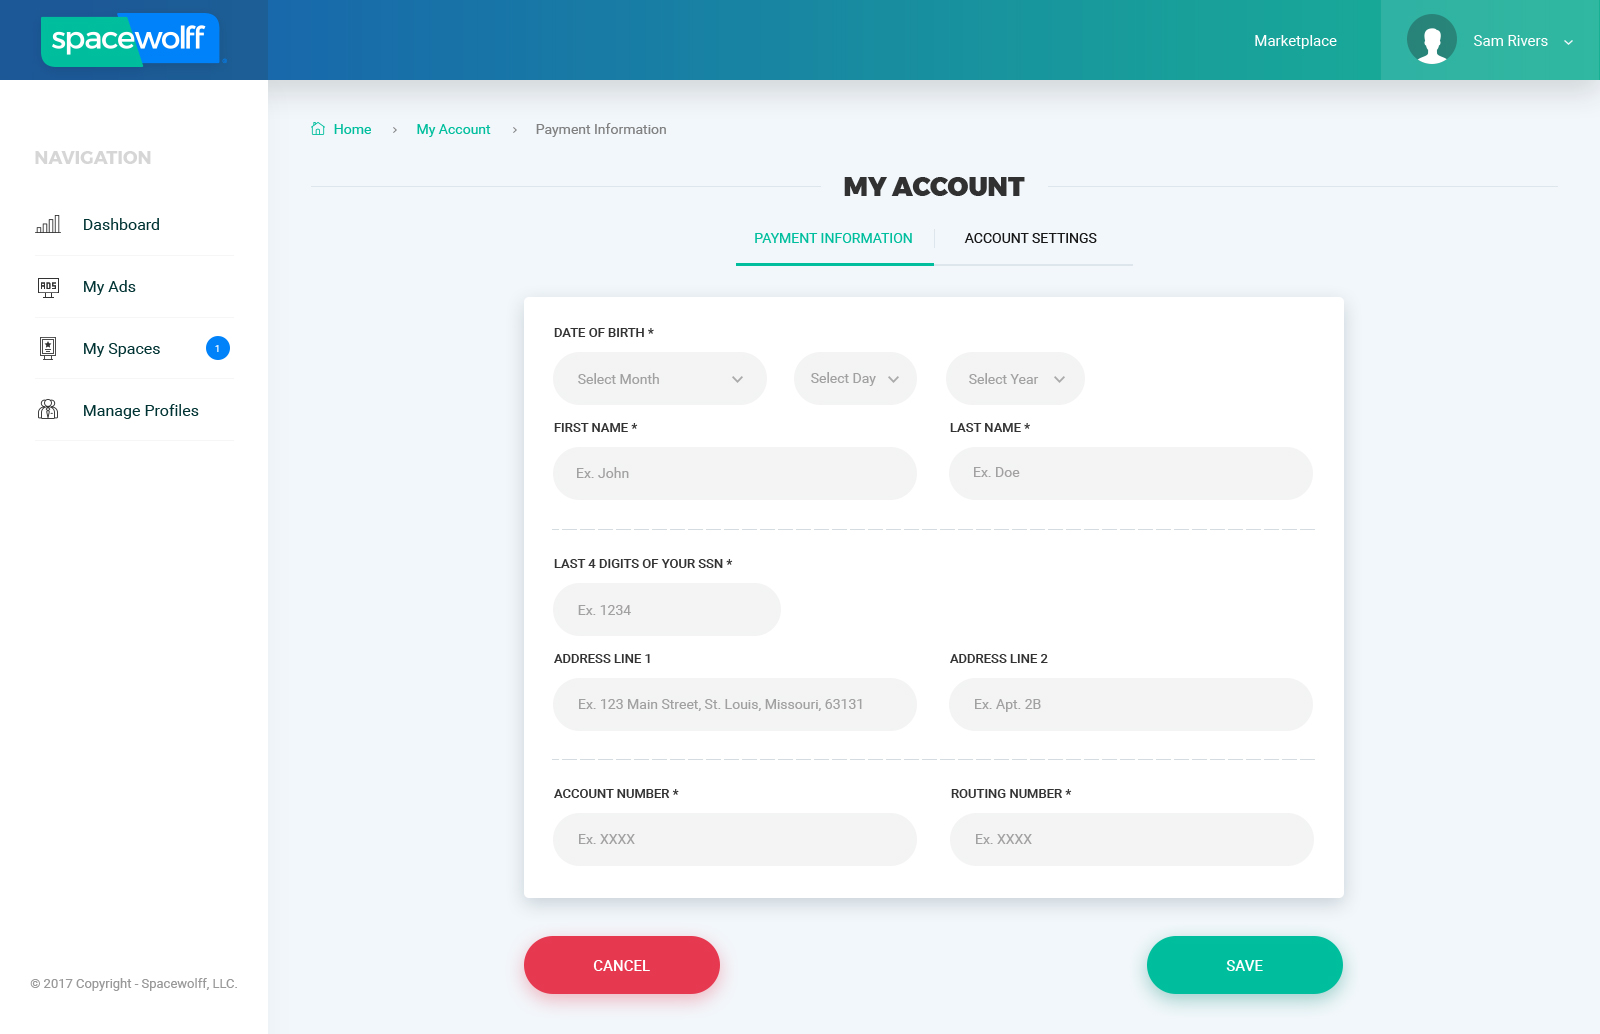 spacewolff
Marketplace
Sam Rivers
NAVIGATION
Dashboard
ADS
My Ads
My Spaces
1
Manage Profiles
© 2017 Copyright - Spacewolff, LLC.
Home > My Account > Payment Information
MY ACCOUNT
PAYMENT INFORMATION
ACCOUNT SETTINGS
DATE OF BIRTH *
Select Month
Select Day
Select Year
FIRST NAME *
LAST NAME *
Ex. John
Ex. Doe
LAST 4 DIGITS OF YOUR SSN *
Ex. 1234
ADDRESS LINE 1
ADDRESS LINE 2
Ex. 123 Main Street, St. Louis, Missouri, 63131
Ex. Apt. 2B
ACCOUNT NUMBER *
ROUTING NUMBER *
Ex. XXXX
Ex. XXXX
CANCEL
SAVE